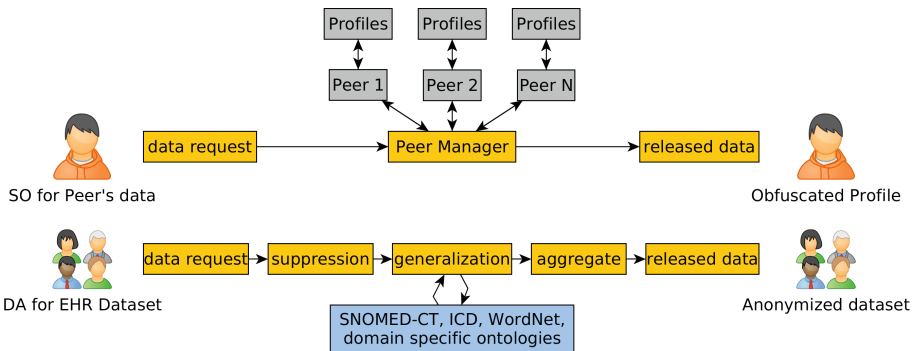 Profiles
Profiles
Profiles
Peer 1
Peer 2
Peer N
data request
Peer Manager
released data
SO for Peer's data
Obfuscated Profile
data request
suppression
generalization
aggregate
released data
DA for EHR Dataset
Anonymized dataset
SNOMED-CT, ICD, WordNet,
domain specific ontologies